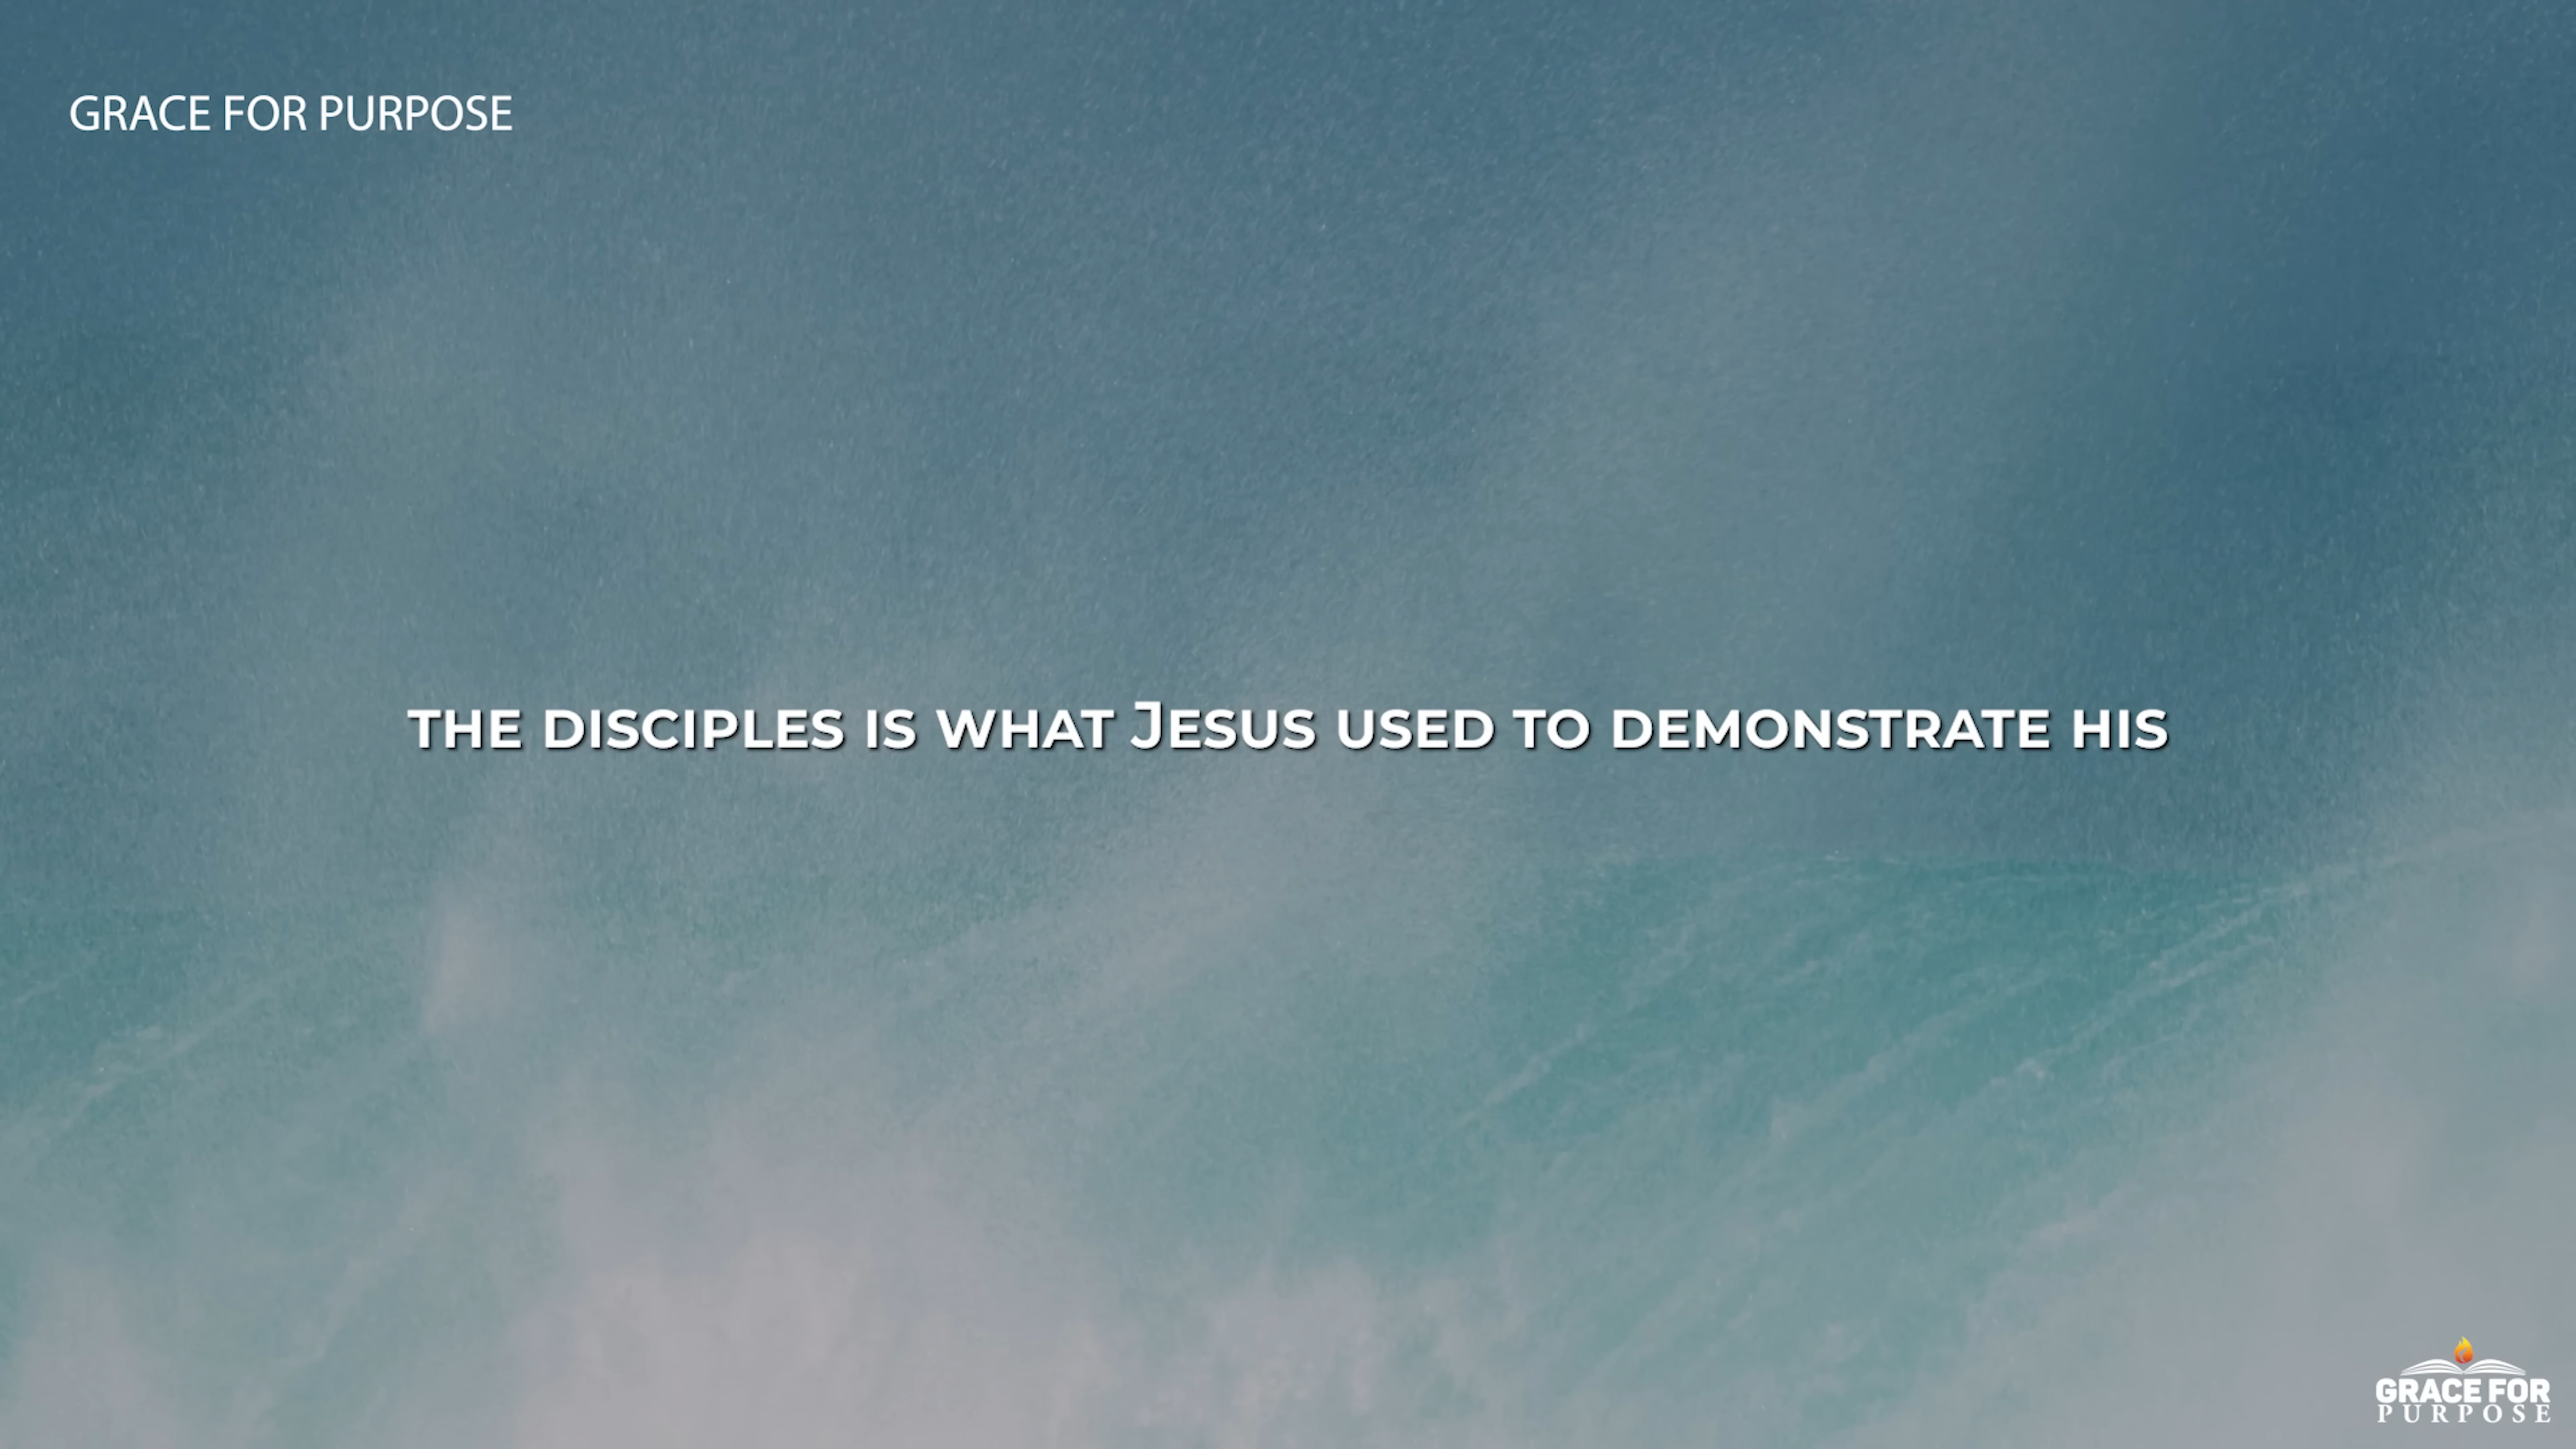 GRACE FOR PURPOSE
THE DISCIPLES IS WHAT JESUS USED TO DEMONSTRATE HIS
GRACE FOR
PURPOSE